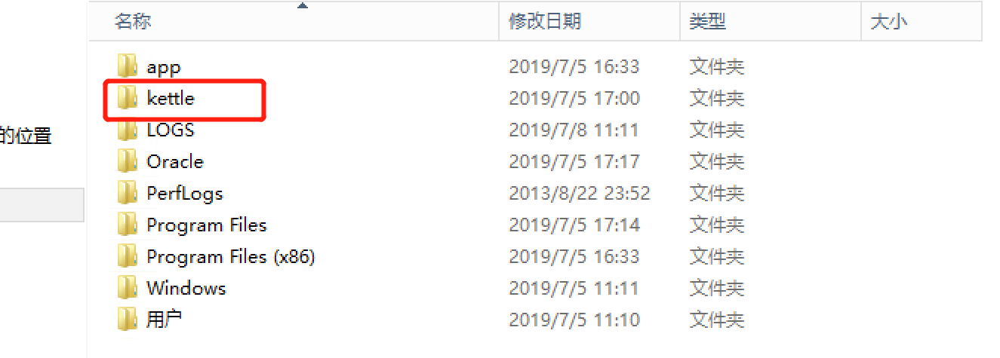 名称 修改日期 类型 大小
app 2019/7/5 16:33 文件夹
kettle 2019/7/5 17:00 文件夹
的位置
LOGS 2019/7/8 11:11 文件夹
Oracle 2019/7/5 17:17 文件夹
PerfLogs 2013/8/22 23:52 文件夹
Program Files 2019/7/5 17:14 文件夹
Program Files (x86) 2019/7/5 16:33 文件夹
Windows 2019/7/5 11:11 文件夹
用户 2019/7/5 11:10 文件夹